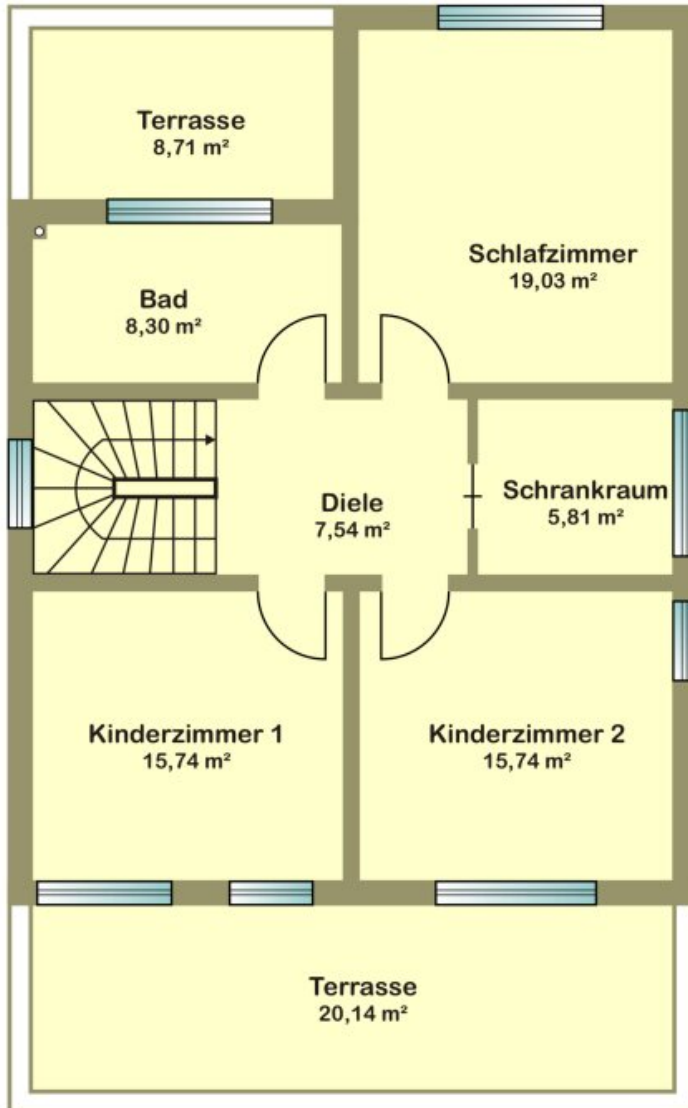 Terrasse
8,71 m²
Schlafzimmer
19,03 m²
Bad
8,30 m²
Diele
7,54 m²
Schrankraum
5,81 m²
Kinderzimmer 1
15,74 m²
Kinderzimmer 2
15,74 m²
Terrasse
20,14 m²